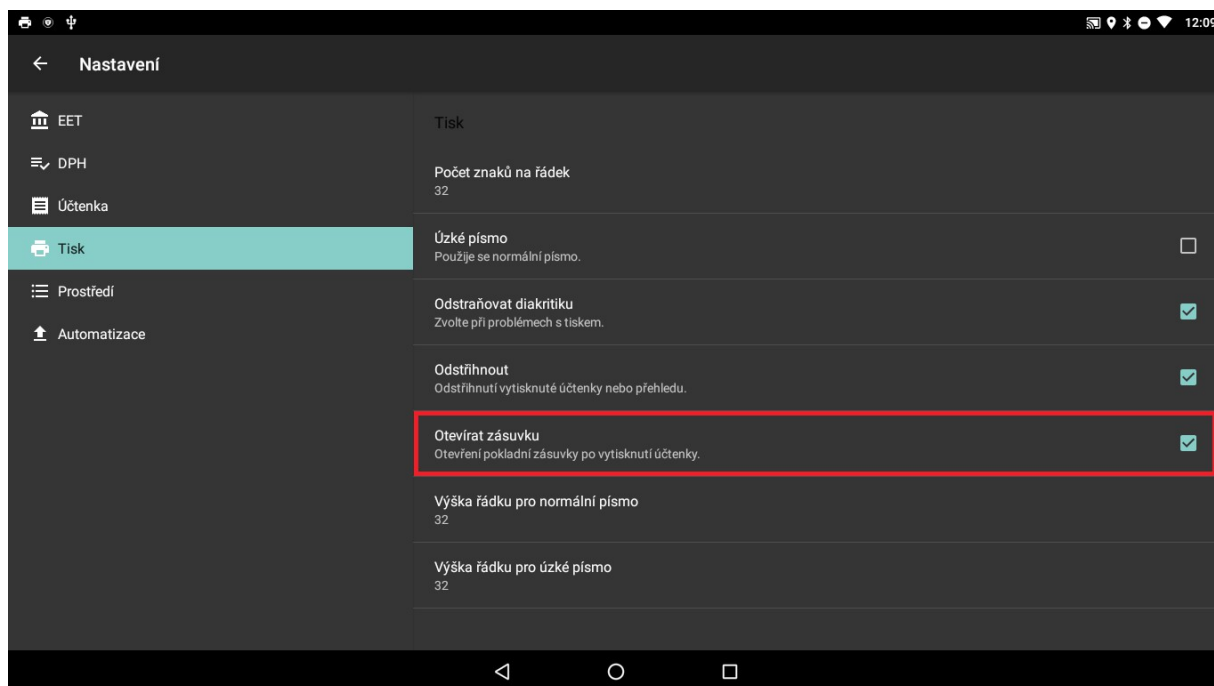 12:09
Nastavení
EET
DPH
Účtenka
Tisk
Prostředí
Automatizace
Tisk
Počet znaků na řádek
32
Úzké písmo
Použije se normální písmo.
Odstraňovat diakritiku
Zvolte při problémech s tiskem.
Odstřihnout
Odstřihnutí vytisknuté účtenky nebo přehledu.
Otevírat zásuvku
Otevření pokladní zásuvky po vytisknutí účtenky.
Výška řádku pro normální písmo
32
Výška řádku pro úzké písmo
32